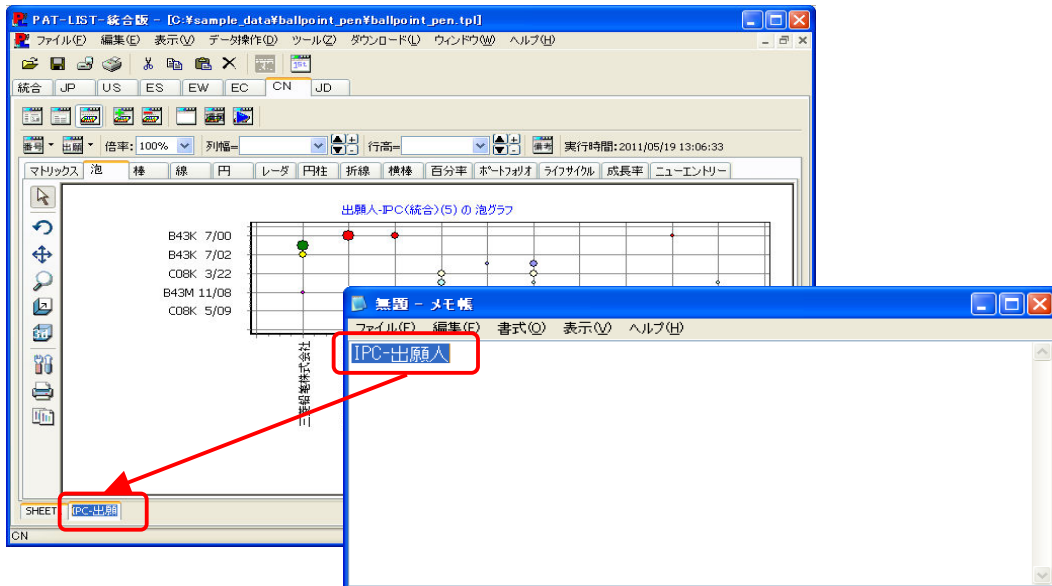 PAT-LIST-統合版 - [C:¥sample_data¥ballpoint_pen¥ballpoint_pen.tpl]
ファイル(F) 編集(E) 表示(V) データ操作(D) ツール(Z) ダウンロード(L) ウィンドウ(W) ヘルプ(H)
統合 JP US ES EW EC CN JD
番号 出願 倍率: 100% 列幅= 行高= 備考 実行時間:2011/05/19 13:06:33
マトリックス 泡 棒 線 円 レーダ 円柱 折線 横棒 百分率 ポートフォリオ ライフサイクル 成長率 ニューエントリー
出願人-IPC(統合)(5) の 泡グラフ
B43K 7/00
B43K 7/02
C08K 3/22
B43M 11/08
C08K 5/09
三菱鉛筆株式会社
SHEET IPC-出願
CN
無題 - メモ帳
ファイル(F) 編集(E) 書式(O) 表示(V) ヘルプ(H)
IPC-出願人